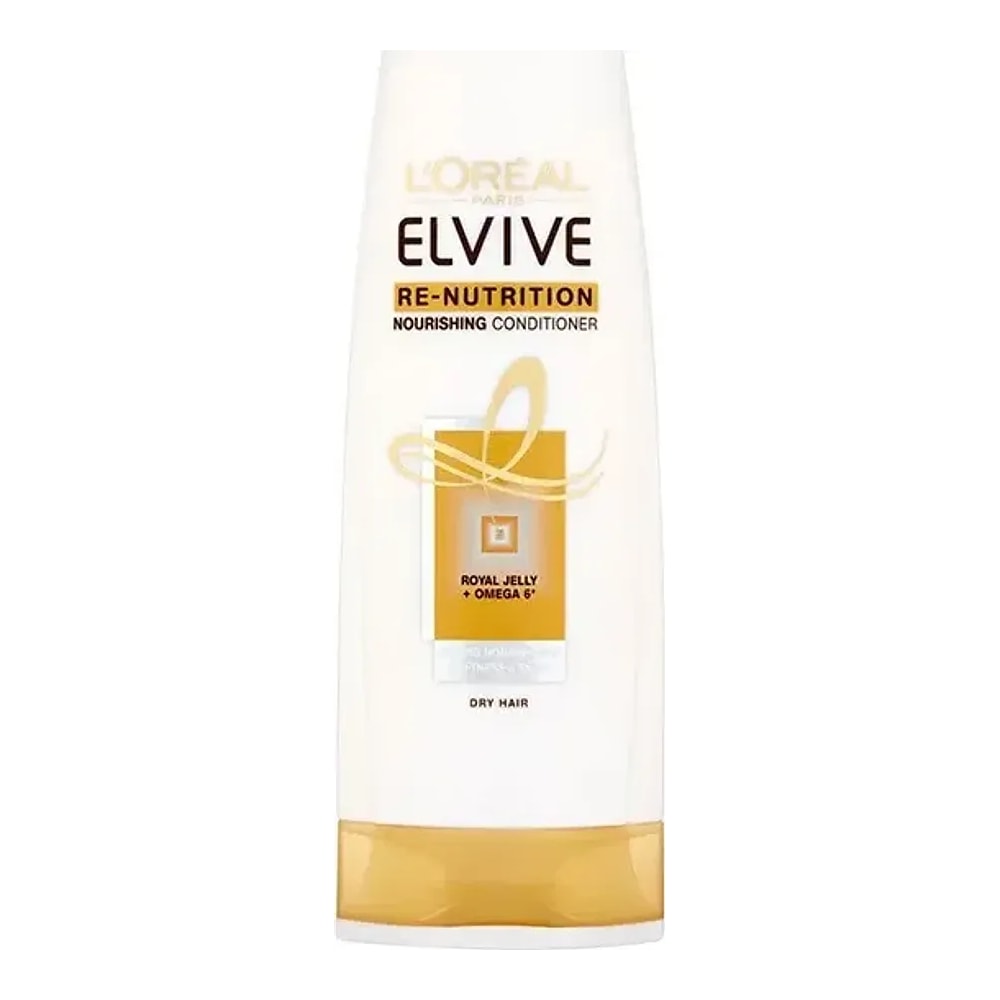 L'ORÉAL
PARIS
ELVIVE
RE-NUTRITION
NOURISHING CONDITIONER
ROYAL JELLY
+ OMEGA 6*
DRY HAIR